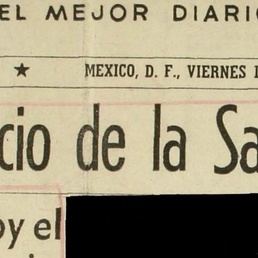 EL MEJOR DIARIO
★ MEXICO, D. F., VIERNES
cio de la Sa
oy el